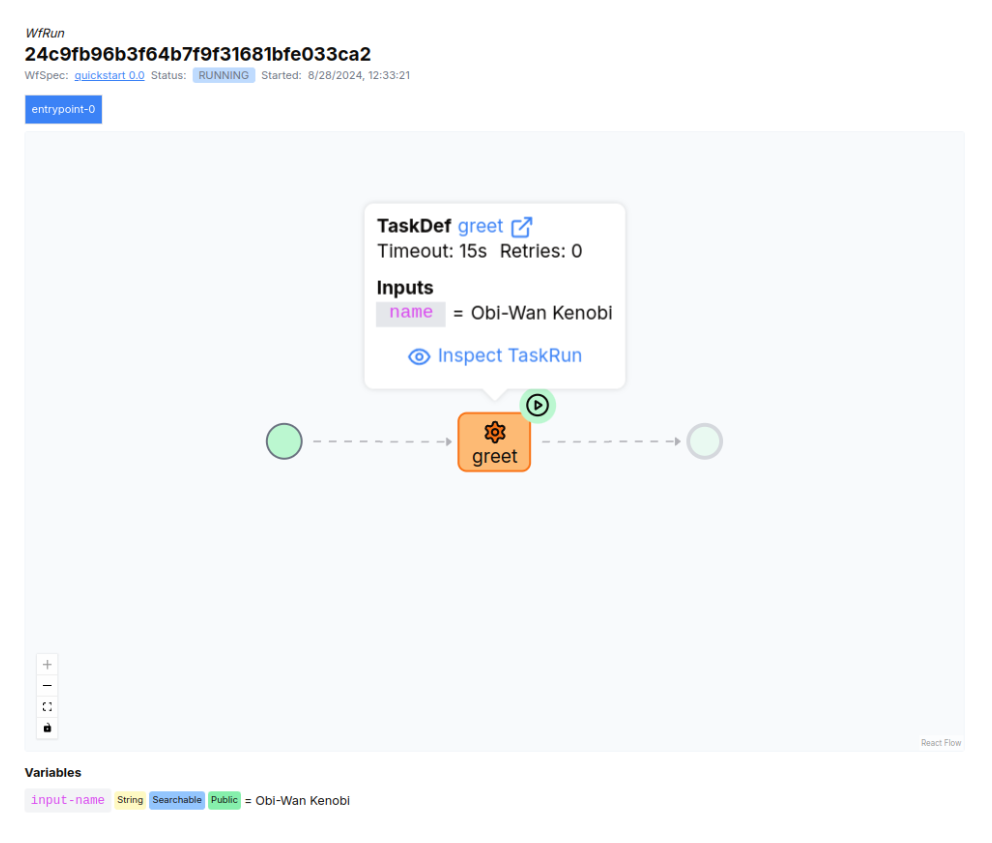 WfRun
24c9fb96b3f64b7f9f31681bfe033ca2
WfSpec: quickstart 0.0 Status: RUNNING Started: 8/28/2024, 12:33:21
entrypoint-0
TaskDef greet
Timeout: 15s Retries: 0
Inputs
name = Obi-Wan Kenobi
Inspect TaskRun
greet
React Flow
Variables
input-name String Searchable Public = Obi-Wan Kenobi